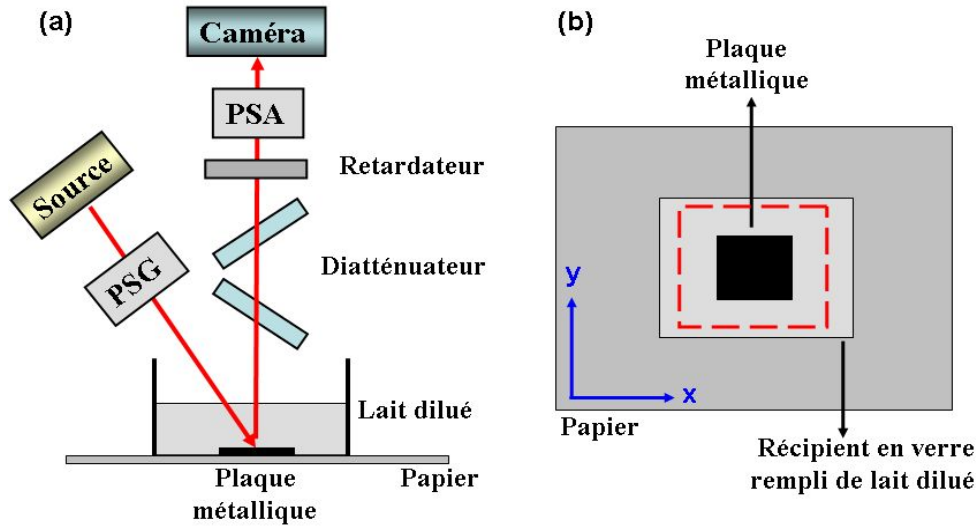 (a)
Caméra
PSA
Retardateur
Source
PSG
Diatténuateur
Lait dilué
Plaque
métallique
Papier
(b)
Plaque
métallique
y
x
Papier
Récipient en verre
rempli de lait dilué